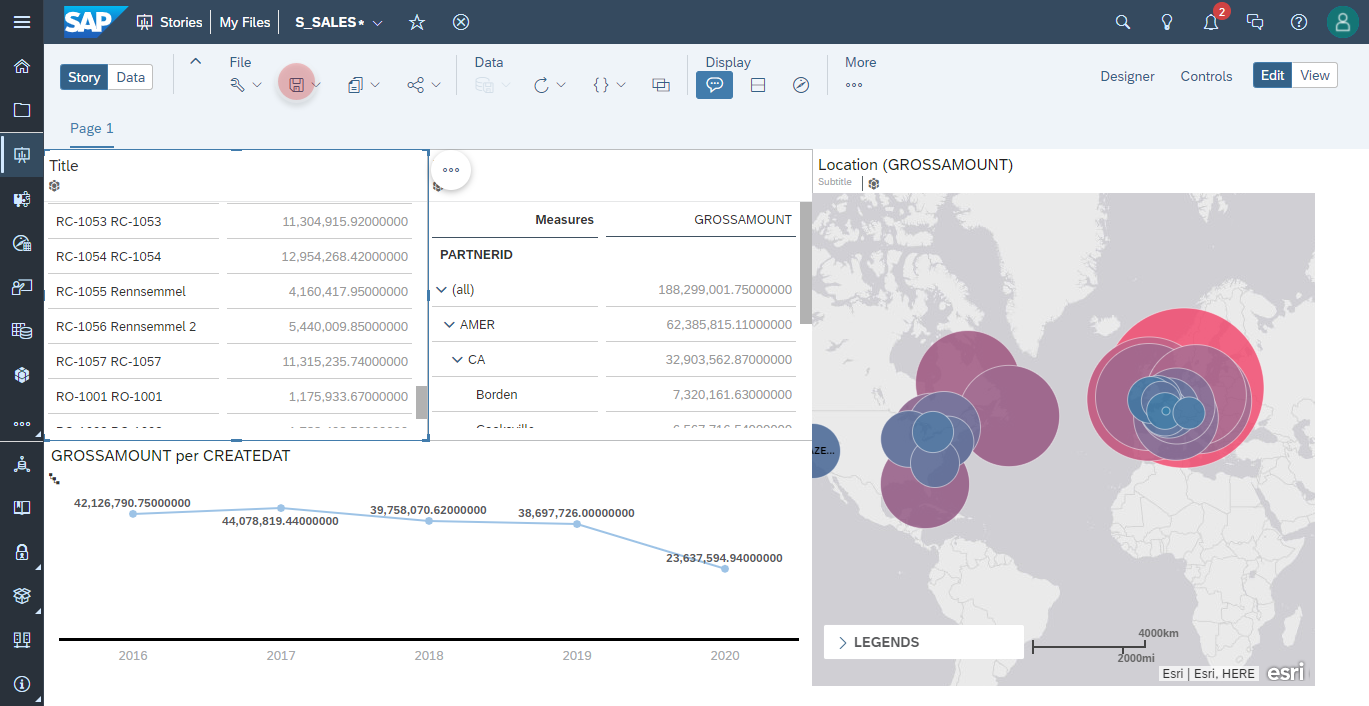 SAP Stories My Files S_SALES* 2
File Data Display More
Story Data Designer Controls Edit View
Page 1
Title
RC-1053 RC-1053 11,304,915.92000000
RC-1054 RC-1054 12,954,268.42000000
RC-1055 Rennsemmel 4,160,417.95000000
RC-1056 Rennsemmel 2 5,440,009.85000000
RC-1057 RC-1057 11,315,235.74000000
RO-1001 RO-1001 1,175,933.67000000
Measures GROSSAMOUNT
PARTNERID
(all) 188,299,001.75000000
AMER 62,385,815.11000000
CA 32,903,562.87000000
Borden 7,320,161.63000000
Location (GROSSAMOUNT)
Subtitle
AZE...
LEGENDS
4000km
2000mi
Esri | Esri, HERE
esri
GROSSAMOUNT per CREATEDAT
42,126,790.75000000
44,078,819.44000000
39,758,070.62000000
38,697,726.00000000
23,637,594.94000000
2016 2017 2018 2019 2020